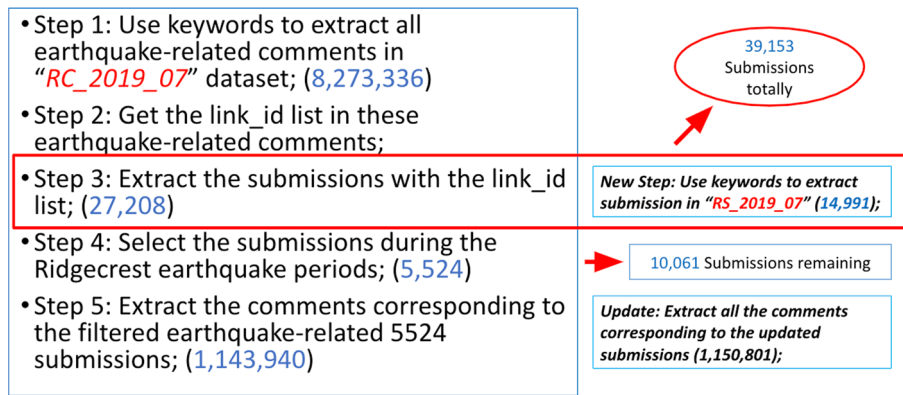 • Step 1: Use keywords to extract all
earthquake-related comments in
“RC_2019_07” dataset; (8,273,336)
• Step 2: Get the link_id list in these
earthquake-related comments;
• Step 3: Extract the submissions with the link_id
list; (27,208)
• Step 4: Select the submissions during the
Ridgecrest earthquake periods; (5,524)
• Step 5: Extract the comments corresponding to
the filtered earthquake-related 5524
submissions; (1,143,940)
39,153
Submissions
totally
New Step: Use keywords to extract
submission in “RS_2019_07” (14,991);
10,061 Submissions remaining
Update: Extract all the comments
corresponding to the updated
submissions (1,150,801);